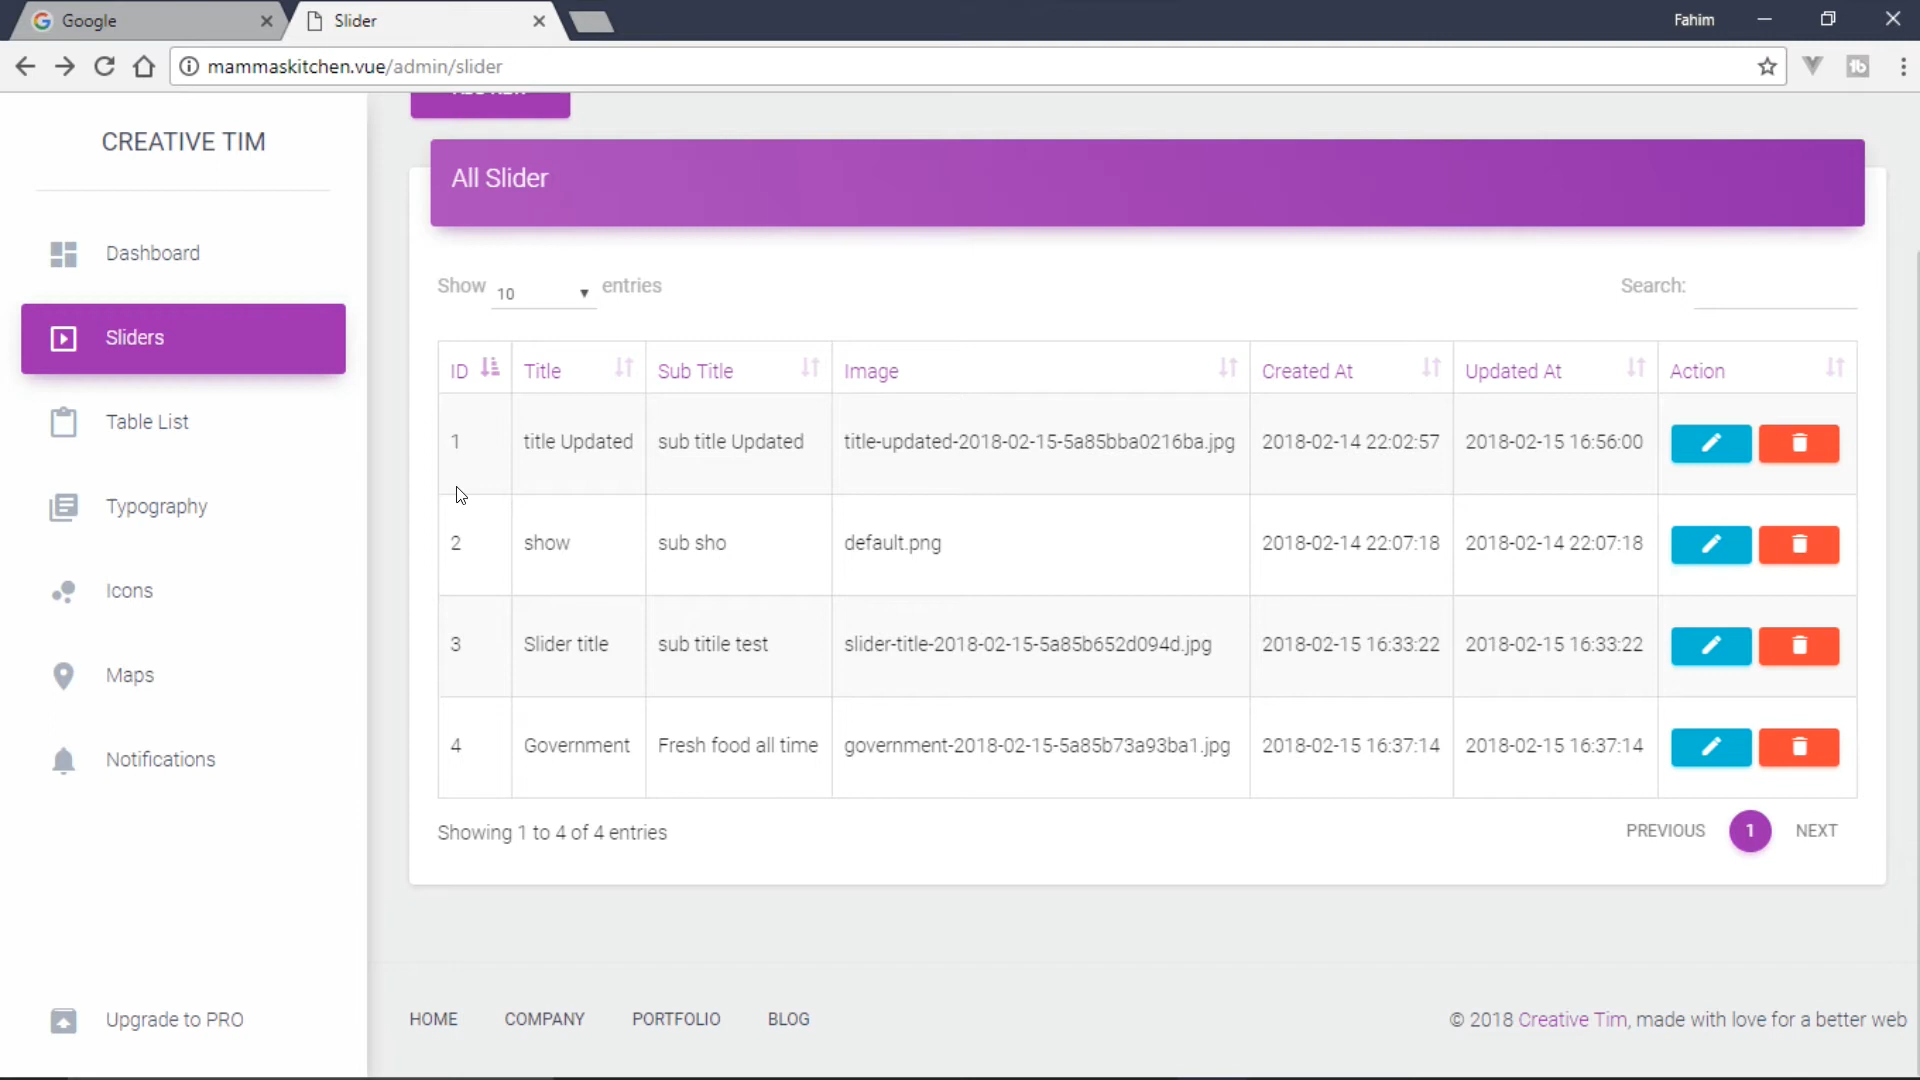 Google
Slider
Fahim
mammaskitchen.vue/admin/slider
CREATIVE TIM
Dashboard
Sliders
Table List
Typography
Icons
Maps
Notifications
Upgrade to PRO
All Slider
Show 10 entries
Search:
ID Title Sub Title Image Created At Updated At Action
1 title Updated sub title Updated title-updated-2018-02-15-5a85bba0216ba.jpg 2018-02-14 22:02:57 2018-02-15 16:56:00
2 show sub sho default.png 2018-02-14 22:07:18 2018-02-14 22:07:18
3 Slider title sub titile test slider-title-2018-02-15-5a85b652d094d.jpg 2018-02-15 16:33:22 2018-02-15 16:33:22
4 Government Fresh food all time government-2018-02-15-5a85b73a93ba1.jpg 2018-02-15 16:37:14 2018-02-15 16:37:14
Showing 1 to 4 of 4 entries
PREVIOUS 1 NEXT
HOME COMPANY PORTFOLIO BLOG
© 2018 Creative Tim, made with love for a better web